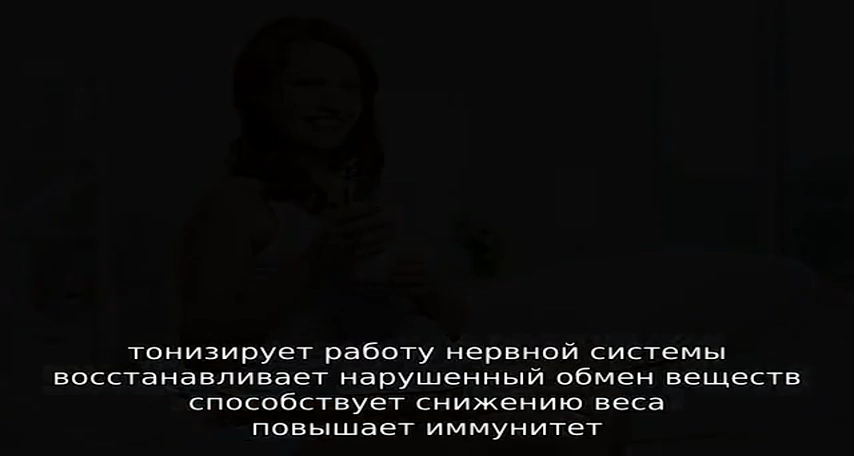 тонизирует работу нервной системы
восстанавливает нарушенный обмен веществ
способствует снижению веса
повышает иммунитет